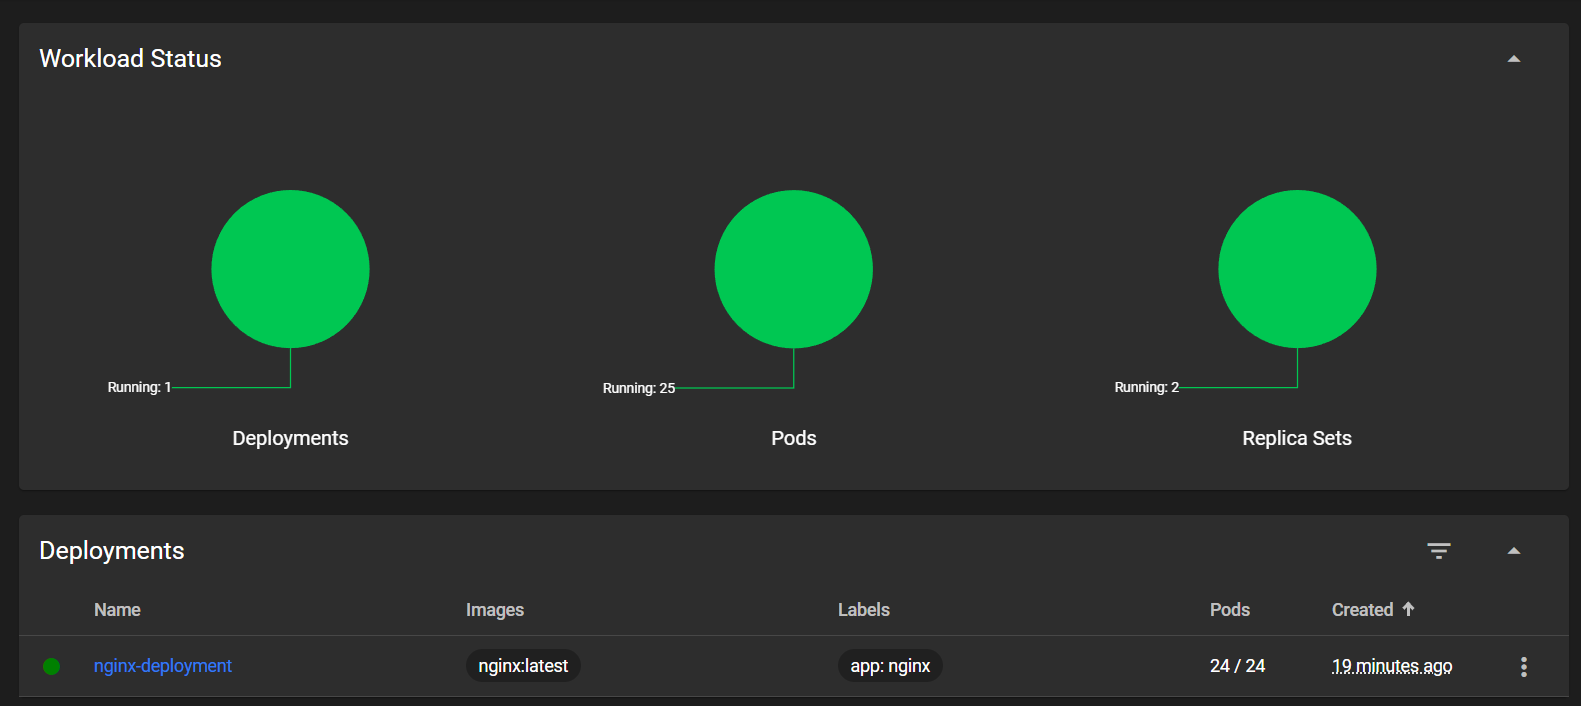 Workload Status
Running: 1
Running: 25
Running: 2
Deployments
Pods
Replica Sets
Deployments
Name Images Labels Pods Created
nginx-deployment nginx:latest app: nginx 24 / 24 19 minutes ago